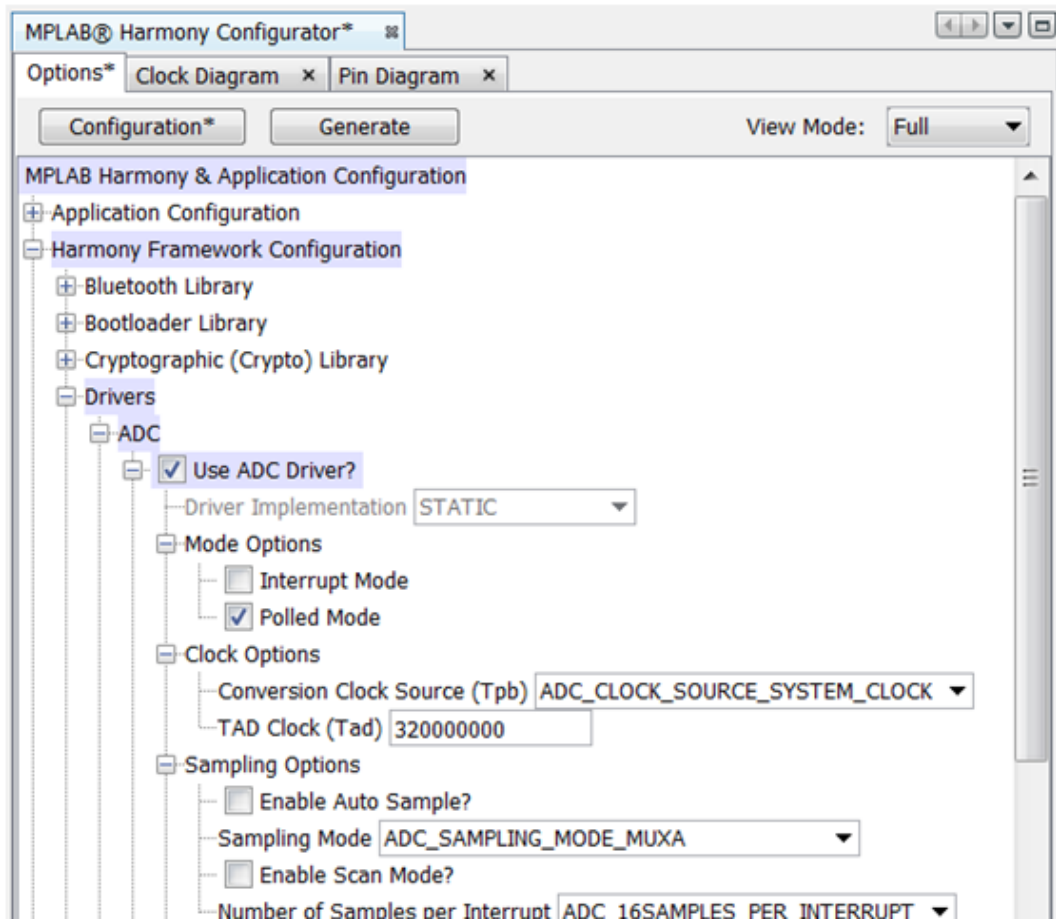 MPLAB® Harmony Configurator*
Options* Clock Diagram Pin Diagram
Configuration* Generate View Mode: Full
MPLAB Harmony & Application Configuration
Application Configuration
Harmony Framework Configuration
Bluetooth Library
Bootloader Library
Cryptographic (Crypto) Library
Drivers
ADC
Use ADC Driver?
Driver Implementation STATIC
Mode Options
Interrupt Mode
Polled Mode
Clock Options
Conversion Clock Source (Tpb) ADC_CLOCK_SOURCE_SYSTEM_CLOCK
TAD Clock (Tad) 320000000
Sampling Options
Enable Auto Sample?
Sampling Mode ADC_SAMPLING_MODE_MUXA
Enable Scan Mode?
Number of Samples per Interrupt ADC_16SAMPLES_PER_INTERRUPT